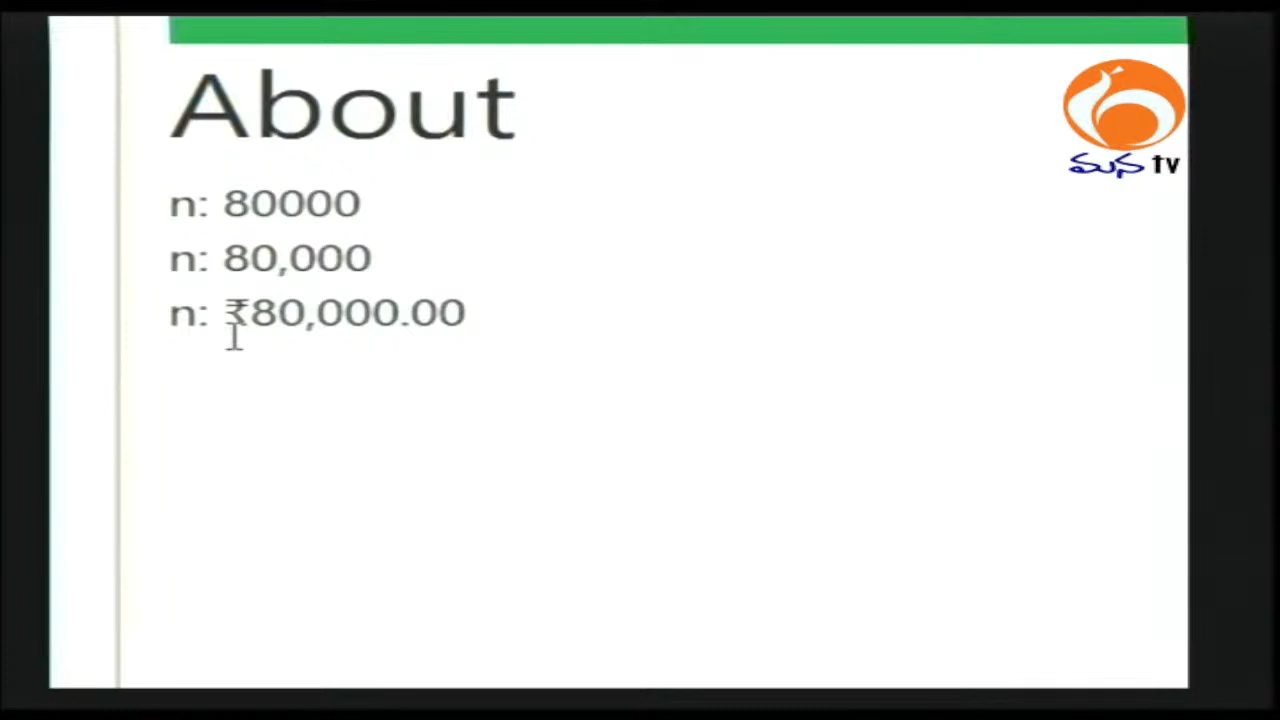 About
మన tv
n: 80000
n: 80,000
n: ₹80,000.00